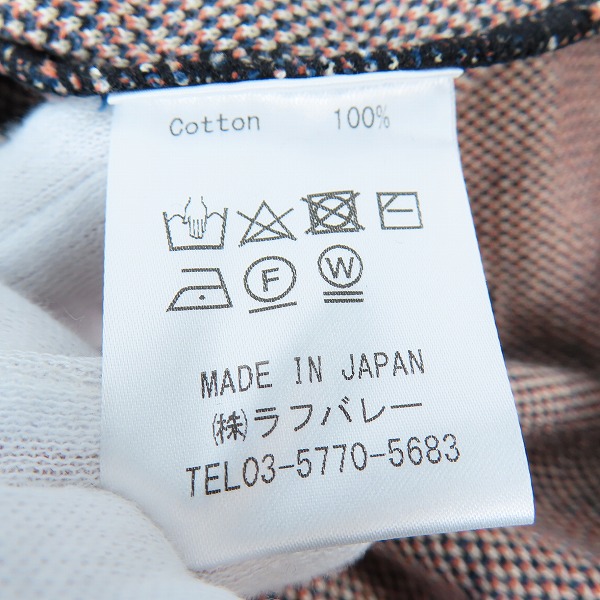 Cotton 100%
F W
MADE IN JAPAN
㈱ラフバレー
TEL03-5770-5683